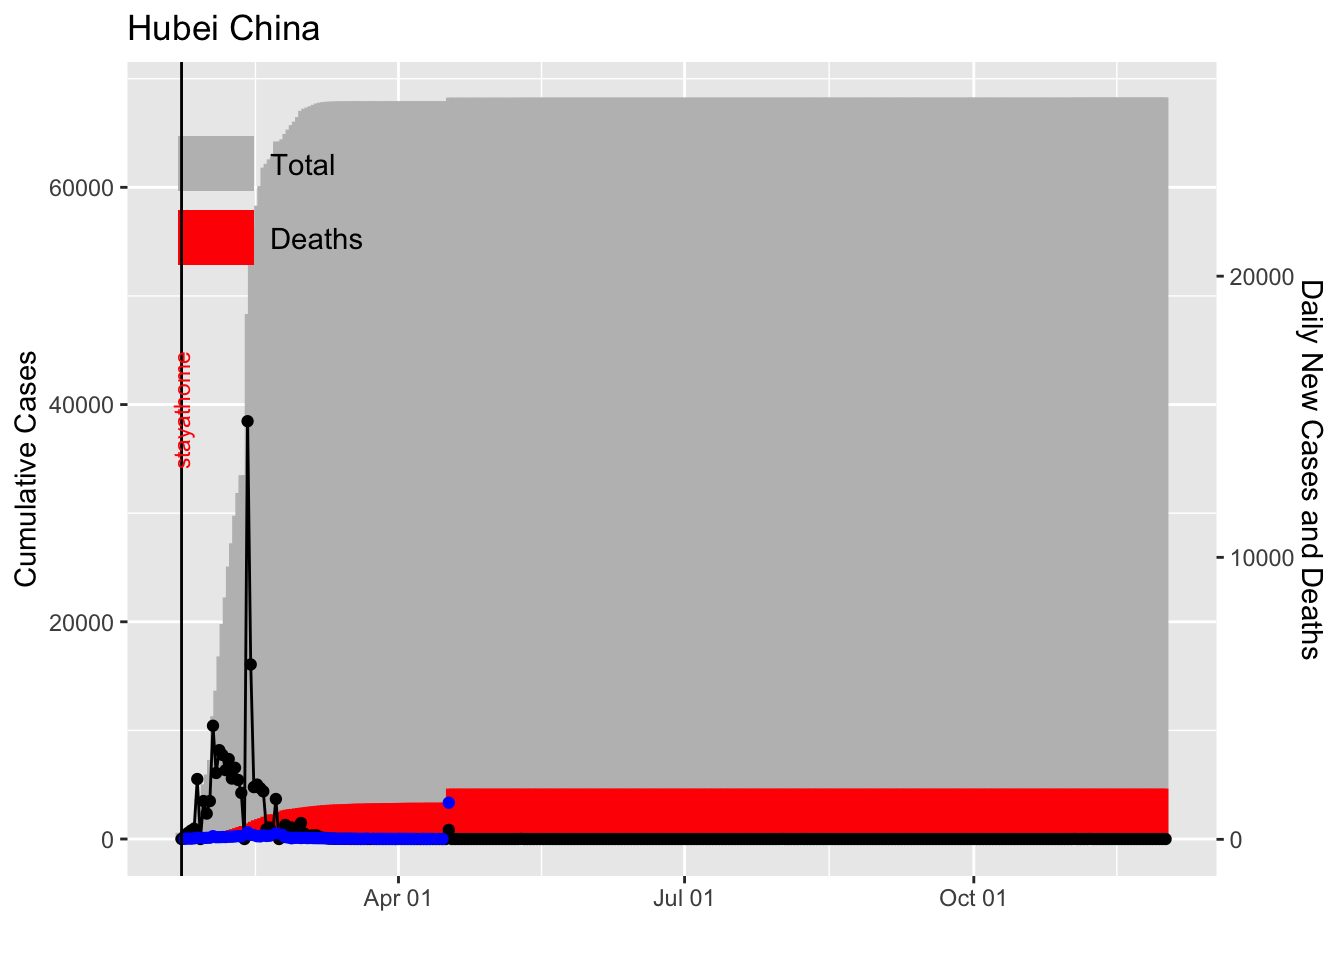 Hubei China
Total
Deaths
stayathome
Cumulative Cases
60000
40000
20000
0
Daily New Cases and Deaths
20000
10000
0
Apr 01
Jul 01
Oct 01